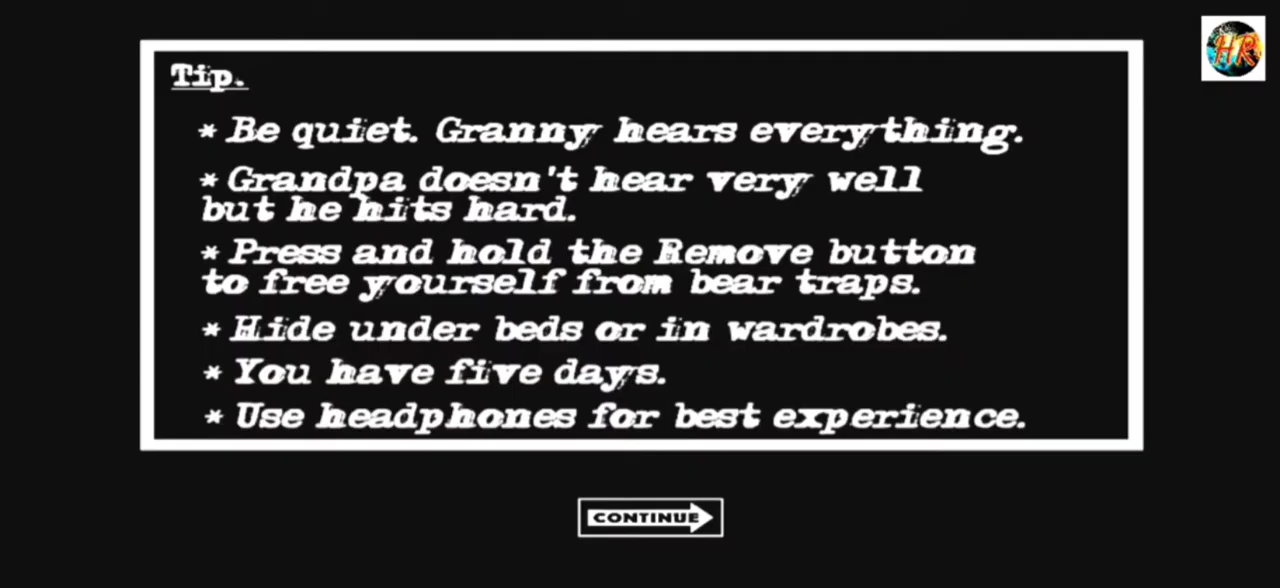 HR
Tip.
* Be quiet. Granny hears everything.
* Grandpa doesn't hear very well
but he hits hard.
* Press and hold the Remove button
to free yourself from bear traps.
* Hide under beds or in wardrobes.
* You have five days.
* Use headphones for best experience.
CONTINUE